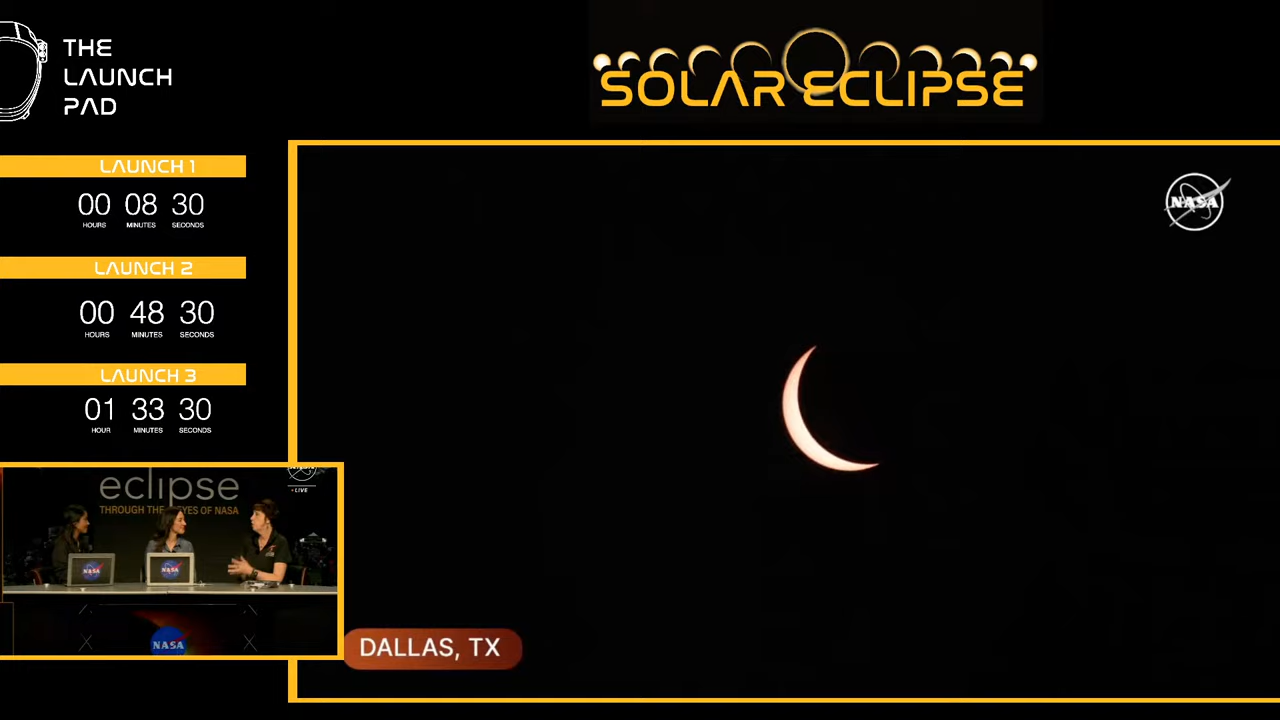 THE
LAUNCH
PAD
SOLAR ECLIPSE
LAUNCH 1
00 08 30
HOURS MINUTES SECONDS
LAUNCH 2
00 48 30
HOURS MINUTES SECONDS
LAUNCH 3
01 33 30
HOUR MINUTES SECONDS
NASA
eclipse
THROUGH THE EYES OF NASA
LIVE
NASA
NASA
NASA
DALLAS, TX